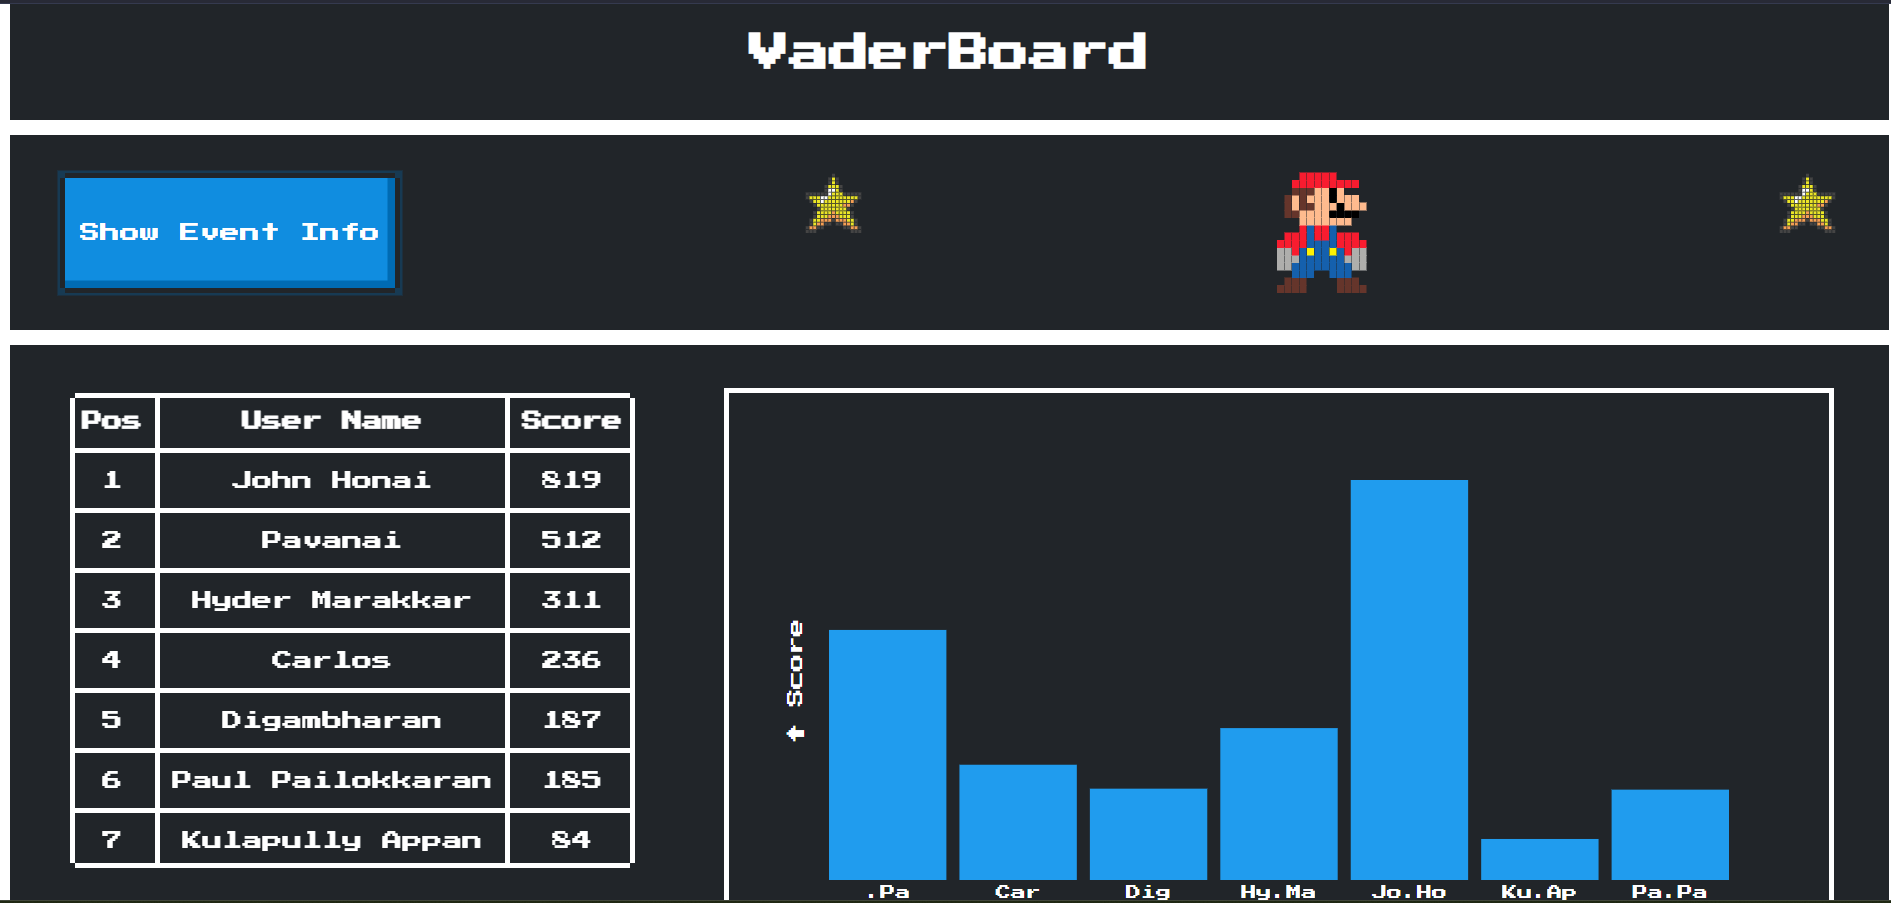 VaderBoard
Show Event Info
Pos User Name Score
1 John Honai 819
2 Pavanai 512
3 Hyder Marakkar 311
4 Carlos 236
5 Digambharan 187
6 Paul Pailokkaran 185
7 Kulapully Appan 84
↑ Score
.Pa Car Dig Hy.Ma Jo.Ho Ku.Ap Pa.Pa